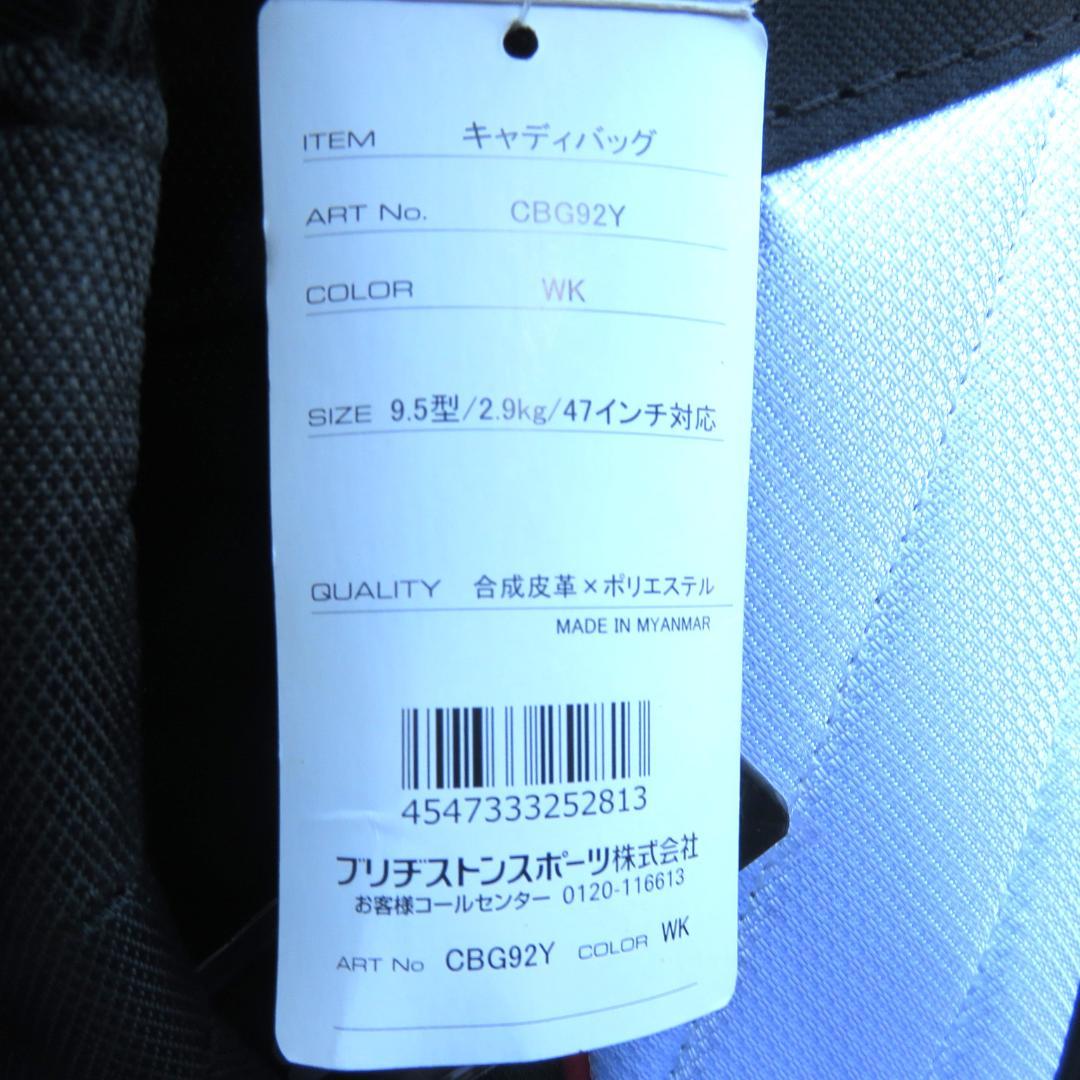 ITEM キャディバッグ
ART No. CBG92Y
COLOR WK
SIZE 9.5型/2.9kg/47インチ対応
QUALITY 合成皮革×ポリエステル
MADE IN MYANMAR
4547333252813
ブリヂストンスポーツ株式会社
お客様コールセンター 0120-116613
ART No CBG92Y COLOR WK